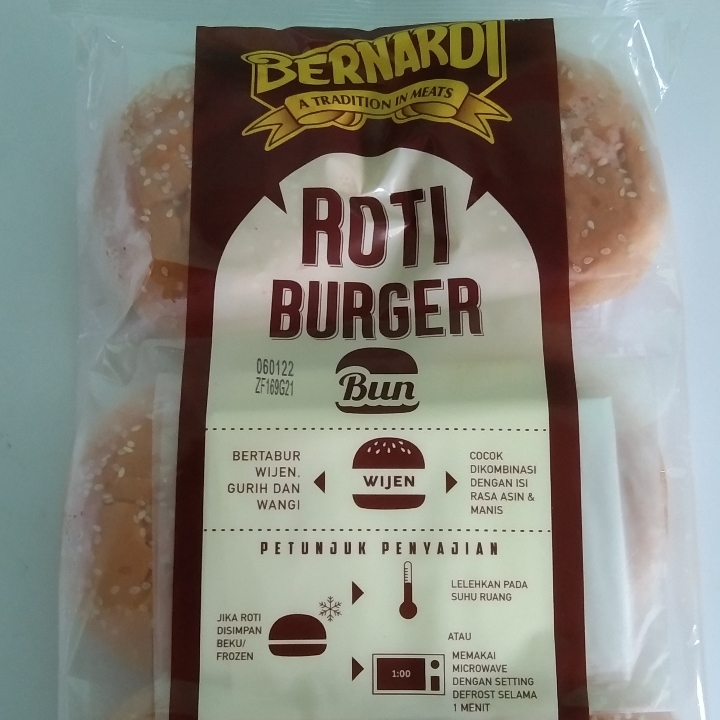 BERNARDI
A TRADITION IN MEATS
ROTI
BURGER
060122
ZF169G21
Bun
BERTABUR
WIJEN,
GURIH DAN
WANGI
WIJEN
COCOK
DIKOMBINASI
DENGAN ISI
RASA ASIN &
MANIS
PETUNJUK PENYAJIAN
JIKA ROTI
DISIMPAN
BEKU/
FROZEN
LELEHKAN PADA
SUHU RUANG
ATAU
1:00
MEMAKAI
MICROWAVE
DENGAN SETTING
DEFROST SELAMA
1 MENIT